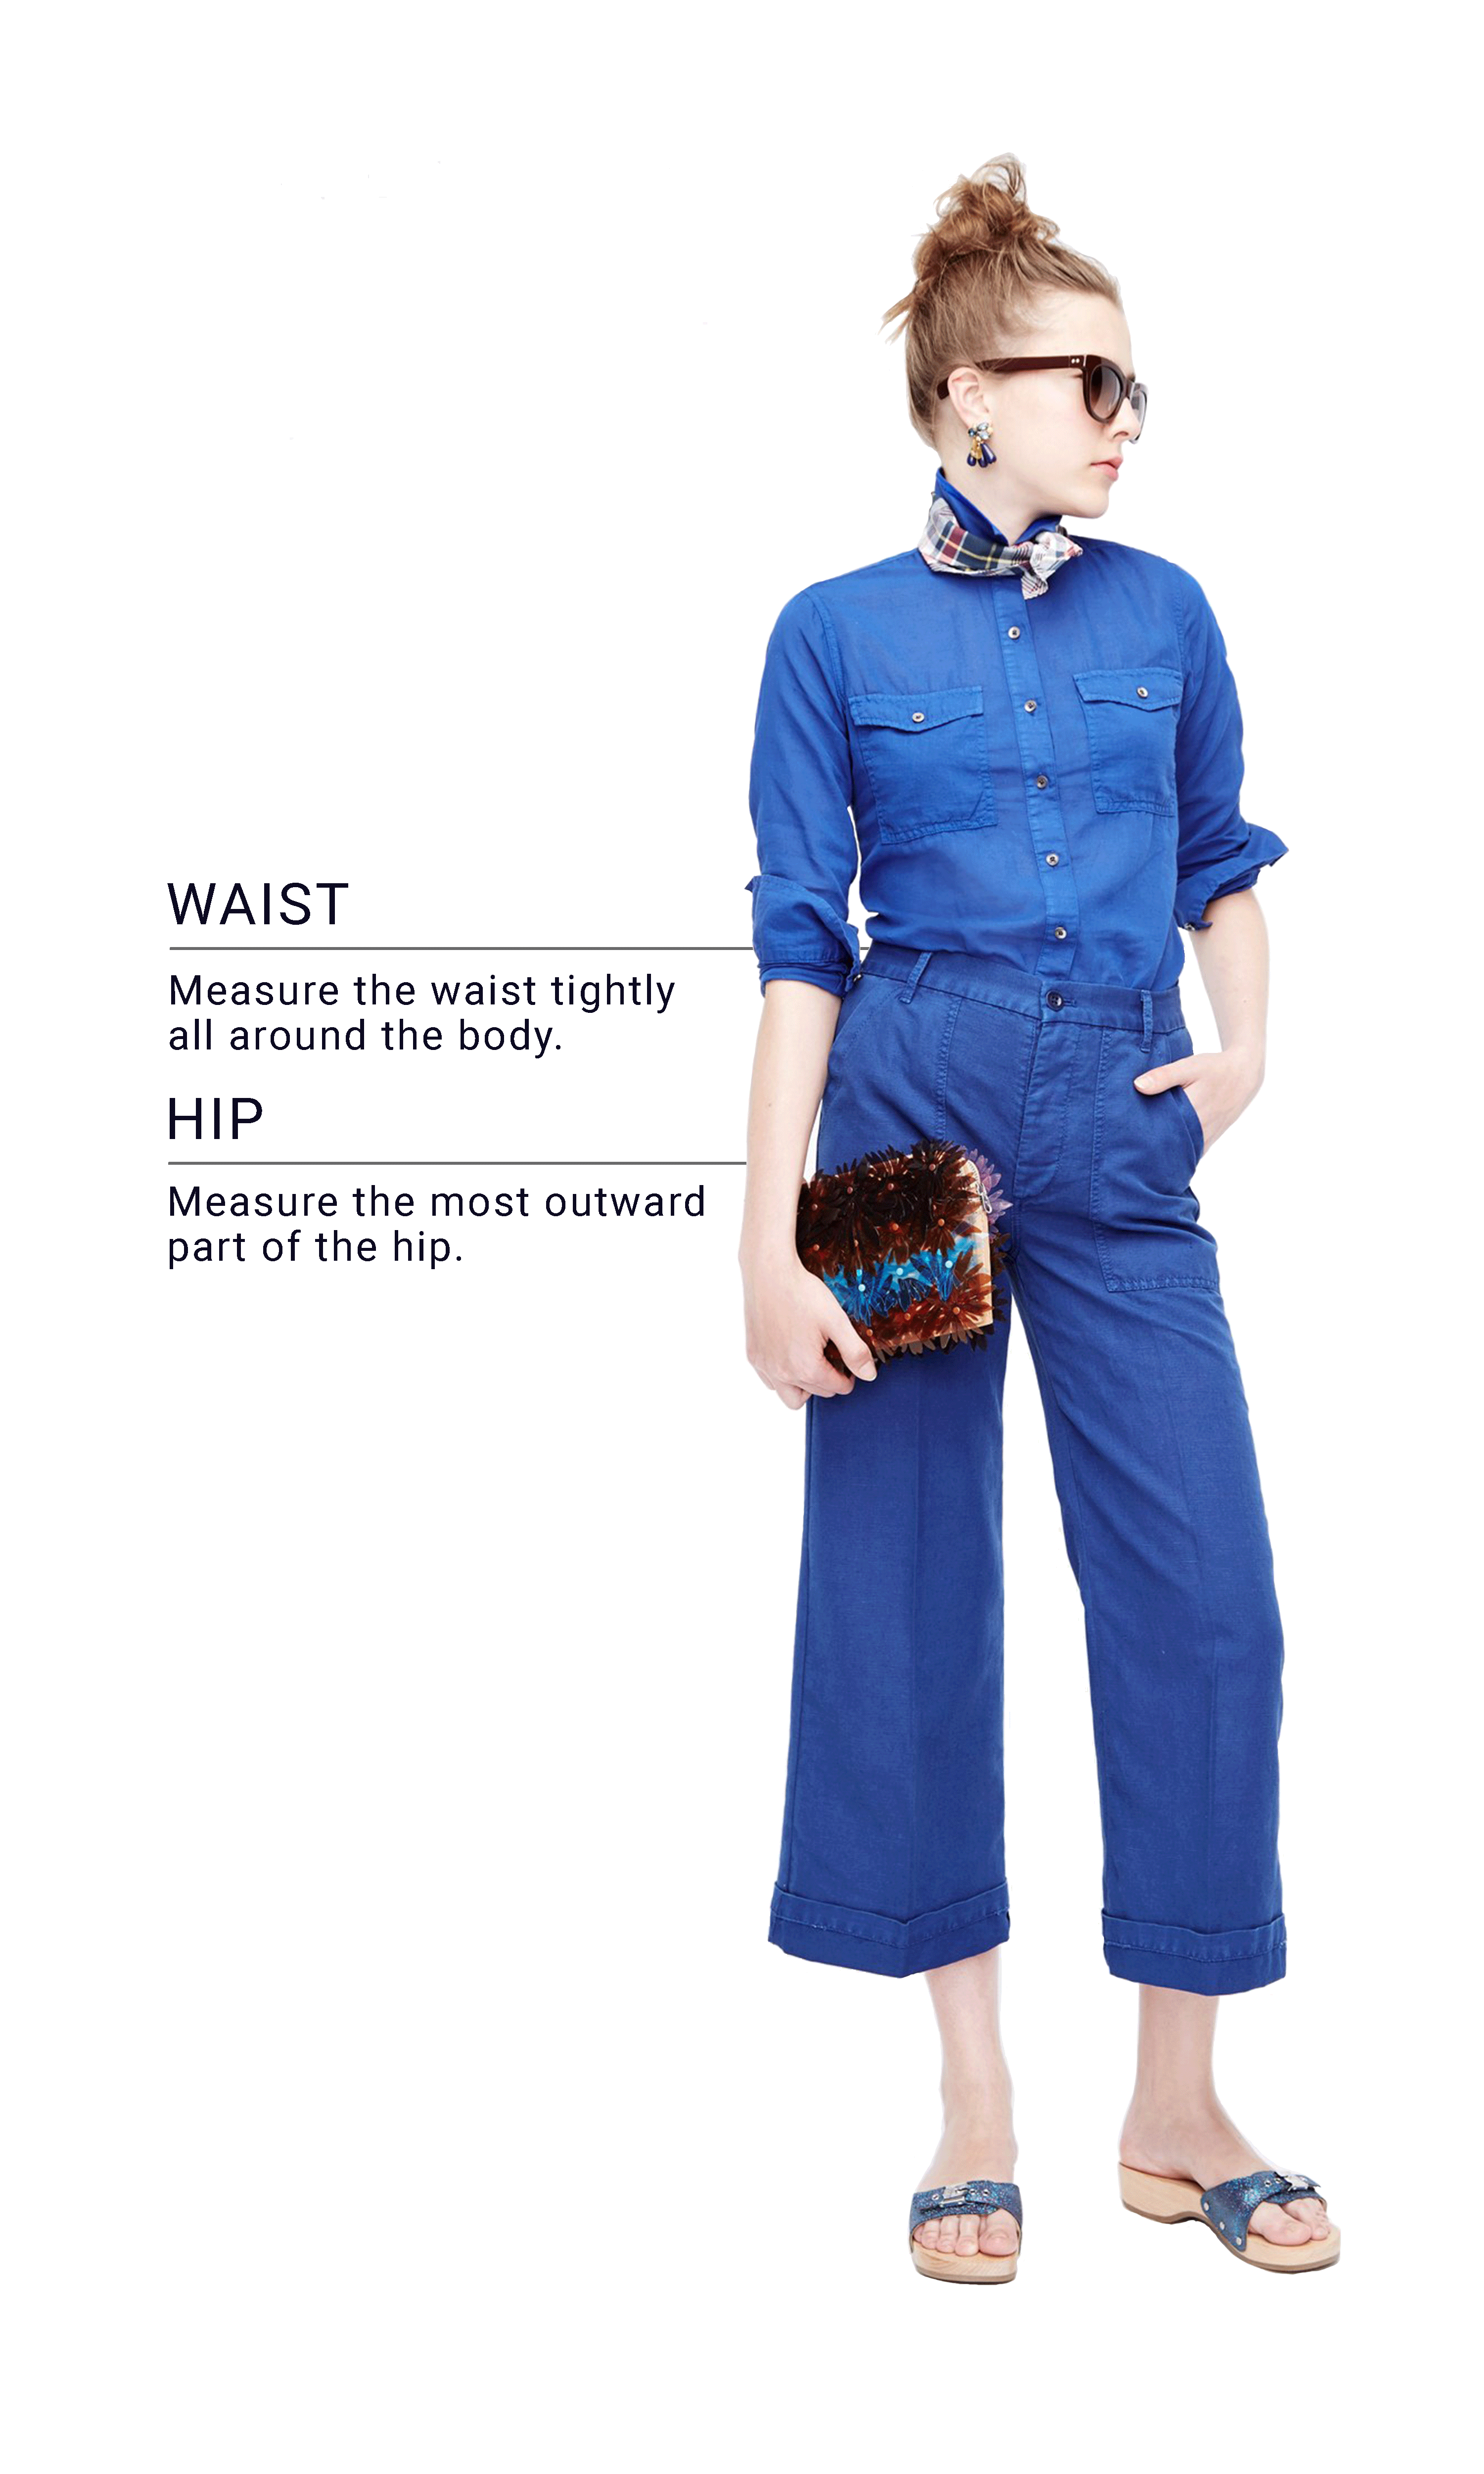 WAIST
Measure the waist tightly
all around the body.
HIP
Measure the most outward
part of the hip.